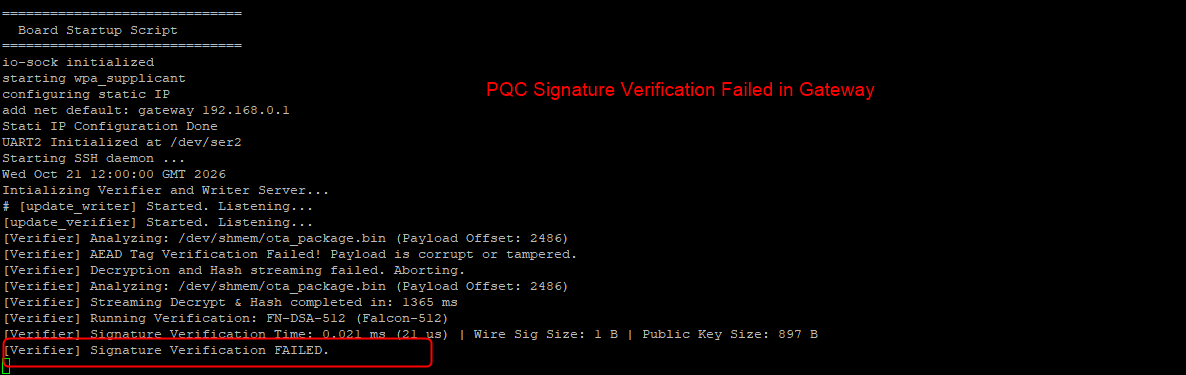 ==============================
Board Startup Script
==============================
io-sock initialized
starting wpa_supplicant
PQC Signature Verification Failed in Gateway
configuring static IP
add net default: gateway 192.168.0.1
Stati IP Configuration Done
UART2 Initialized at /dev/ser2
Starting SSH daemon ...
Wed Oct 21 12:00:00 GMT 2026
Intializing Verifier and Writer Server...
# [update_writer] Started. Listening...
[update_verifier] Started. Listening...
[Verifier] Analyzing: /dev/shmem/ota_package.bin (Payload Offset: 2486)
[Verifier] AEAD Tag Verification Failed! Payload is corrupt or tampered.
[Verifier] Decryption and Hash streaming failed. Aborting.
[Verifier] Analyzing: /dev/shmem/ota_package.bin (Payload Offset: 2486)
[Verifier] Streaming Decrypt & Hash completed in: 1365 ms
[Verifier] Running Verification: FN-DSA-512 (Falcon-512)
[Verifier] Signature Verification Time: 0.021 ms (21 us) | Wire Sig Size: 1 B | Public Key Size: 897 B
[Verifier] Signature Verification FAILED.